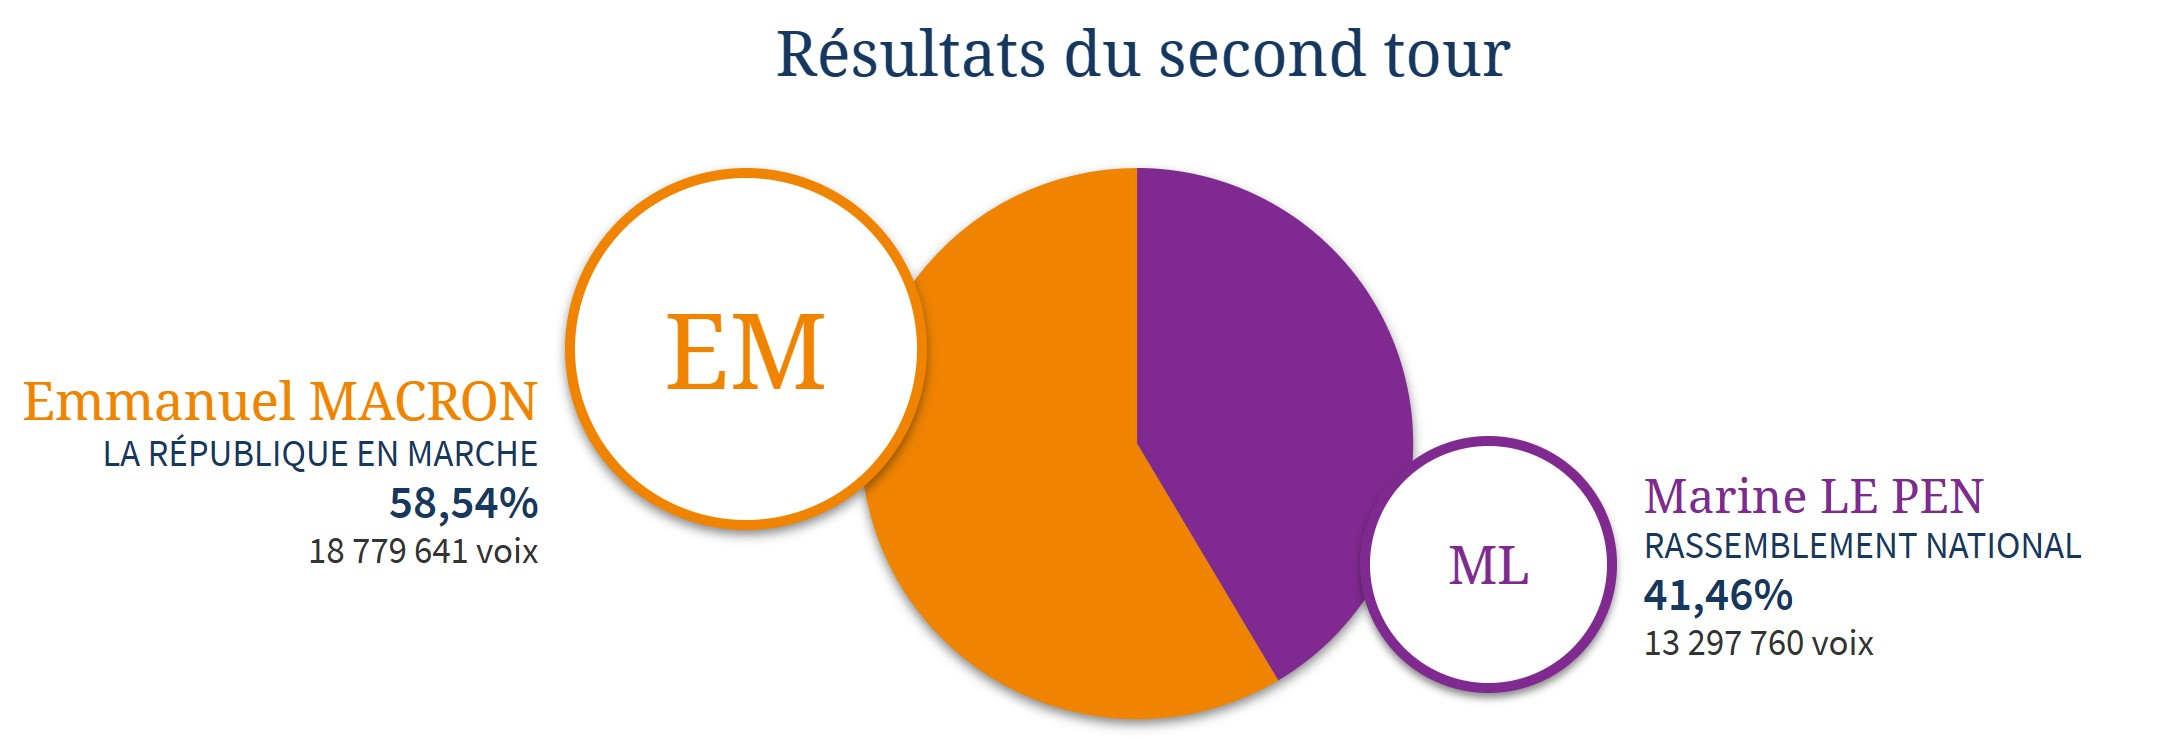 Résultats du second tour
EM
Emmanuel MACRON
LA RÉPUBLIQUE EN MARCHE
58,54%
18 779 641 voix
ML
Marine LE PEN
RASSEMBLEMENT NATIONAL
41,46%
13 297 760 voix